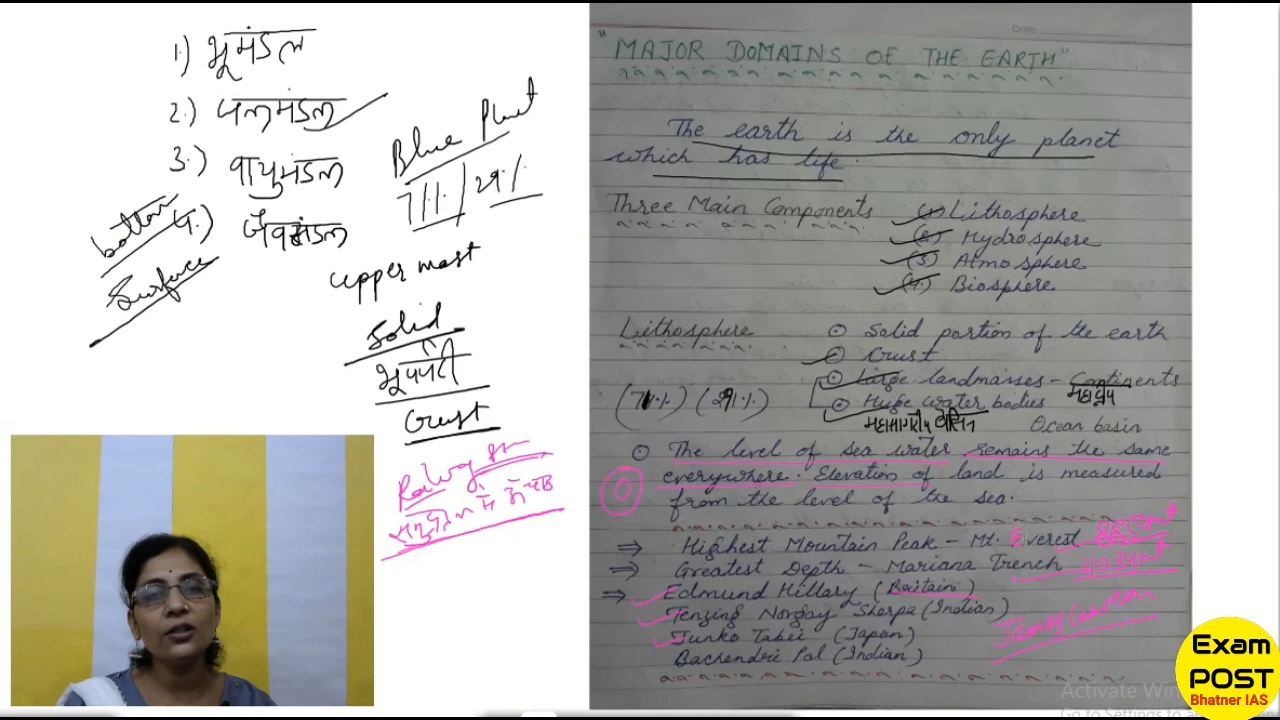 1.) भूमंडल
2.) जलमंडल
3.) वायुमंडल
4.) जैवमंडल
bottom
Surface
Blue Planet
71% / 29%
upper most
Solid
भूपर्पटी
Crust
"MAJOR DOMAINS OF THE EARTH"
The earth is the only planet
which has life.
Three Main Components
(1) Lithosphere
(2) Hydrosphere
(3) Atmosphere
(4.) Biosphere
Lithosphere
⊙ Solid portion of the earth
⊙ Crust
⊙ Large landmasses - Continents
महाद्वीप
(71%) (29%)
⊙ Huge water bodies
महासागरीय बेसिन
Ocean basin
⊙ The level of sea water remains the same
everywhere. Elevation of land is measured
from the level of the sea.
⇒ Highest Mountain Peak - Mt. Everest
⇒ Greatest Depth - Mariana Trench
⇒ Edmund Hillary (Britain)
Tenzing Norgay Sherpa (Indian)
Junko Tabei (Japan)
Bachendri Pal (Indian)
Exam
POST
Bhatner IAS